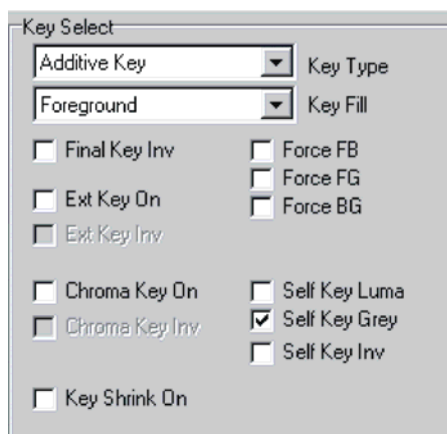 Key Select
Additive Key Key Type
Foreground Key Fill
Final Key Inv Force FB
Force FG
Ext Key On Force BG
Ext Key Inv
Chroma Key On Self Key Luma
Chroma Key Inv Self Key Grey
Self Key Inv
Key Shrink On